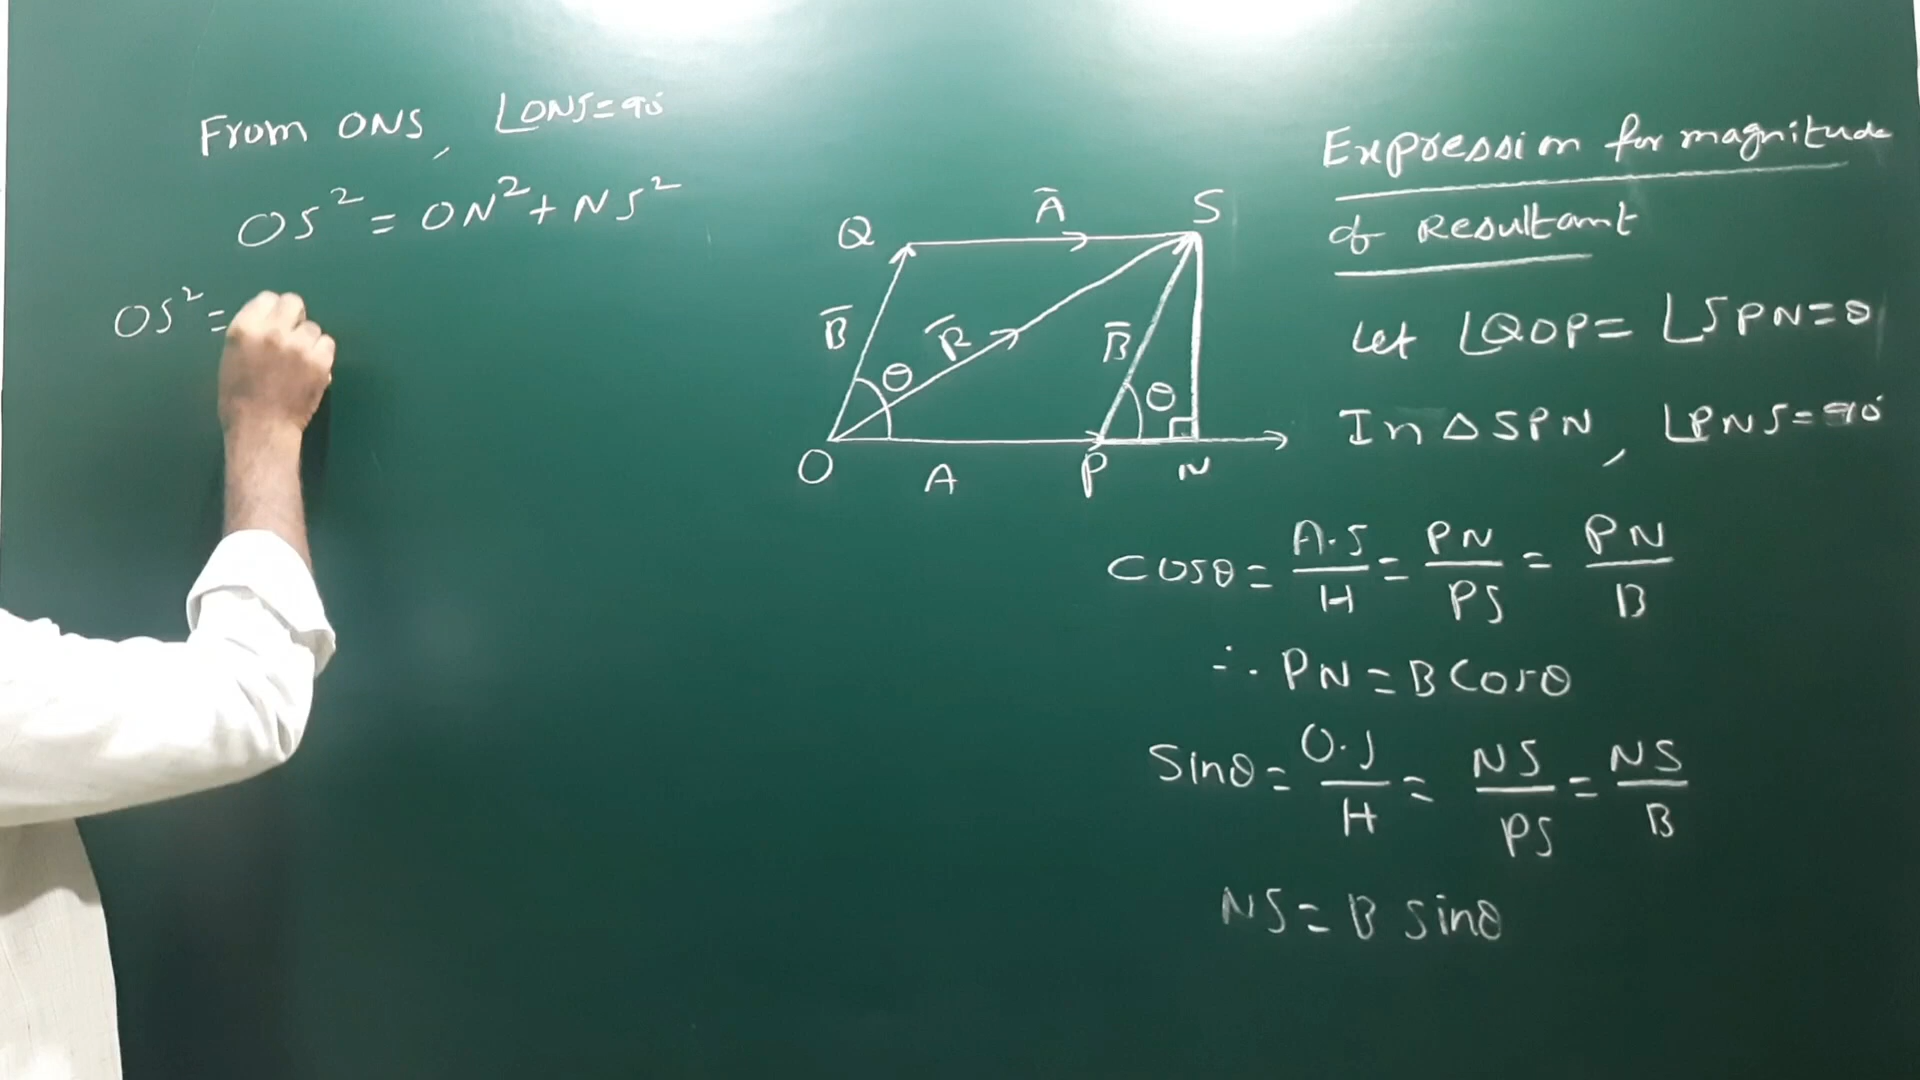 From ONS, ∠ONS=90°
OS² = ON² + NS²
OS² =
Q
Ā
S
B̄
θ
R̄
B̄
θ
O
A
P
N
Expression for magnitude
of Resultant
Let ∠QOP = ∠SPN = θ
In △SPN, ∠PNS = 90°
Cosθ = A.S/H = PN/PS = PN/B
∴ PN = B Cosθ
Sinθ = O.S/H = NS/PS = NS/B
NS = B Sinθ